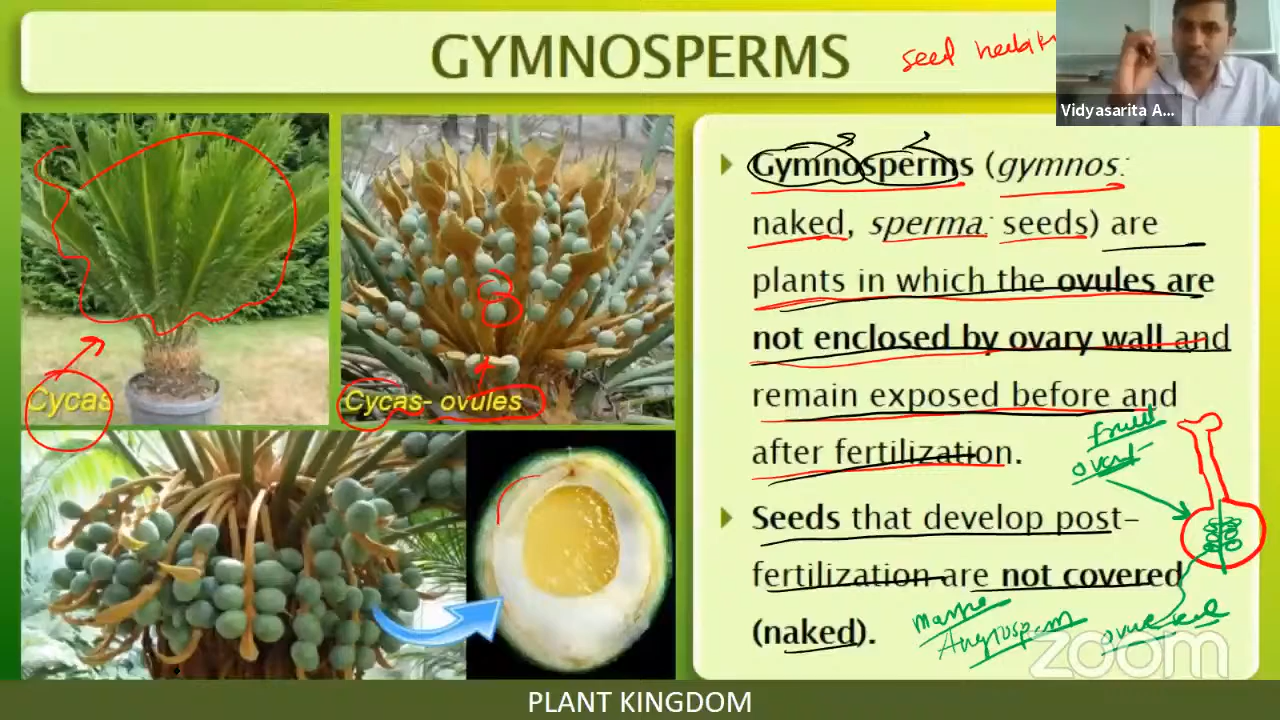 GYMNOSPERMS
seed
Vidyasarita A...
Cycas
Cycas- ovules
Gymnosperms (gymnos:
naked, sperma: seeds) are
plants in which the ovules are
not enclosed by ovary wall and
remain exposed before and
after fertilization.
fruit
Seeds that develop post-
fertilization are not covered
(naked).
Angiosperm
zoom
PLANT KINGDOM